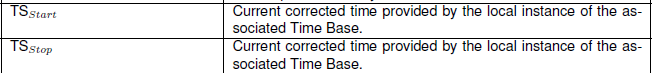 TSStart Current corrected time provided by the local instance of the as-
sociated Time Base.
TSStop Current corrected time provided by the local instance of the as-
sociated Time Base.